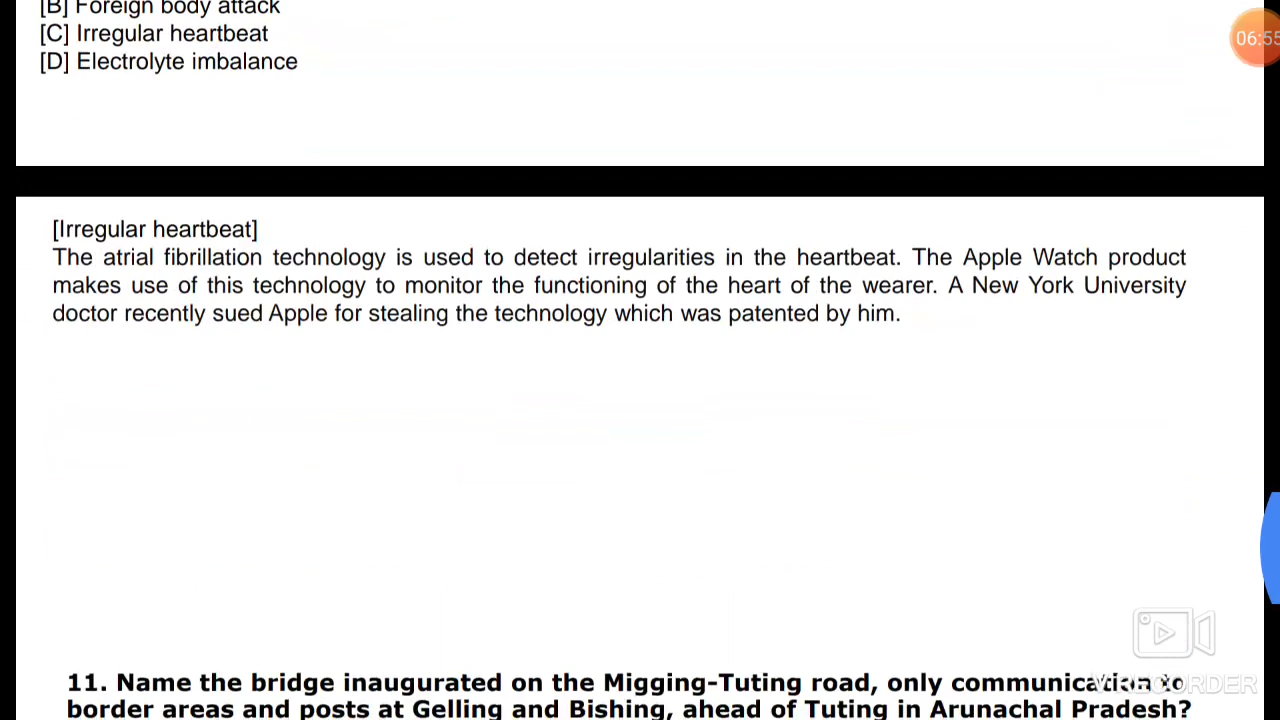 [B] Foreign body attack
[C] Irregular heartbeat
[D] Electrolyte imbalance
06:55
[Irregular heartbeat]
The atrial fibrillation technology is used to detect irregularities in the heartbeat. The Apple Watch product
makes use of this technology to monitor the functioning of the heart of the wearer. A New York University
doctor recently sued Apple for stealing the technology which was patented by him.
11. Name the bridge inaugurated on the Migging-Tuting road, only communication to
VIRECORDER
border areas and posts at Gelling and Bishing, ahead of Tuting in Arunachal Pradesh?